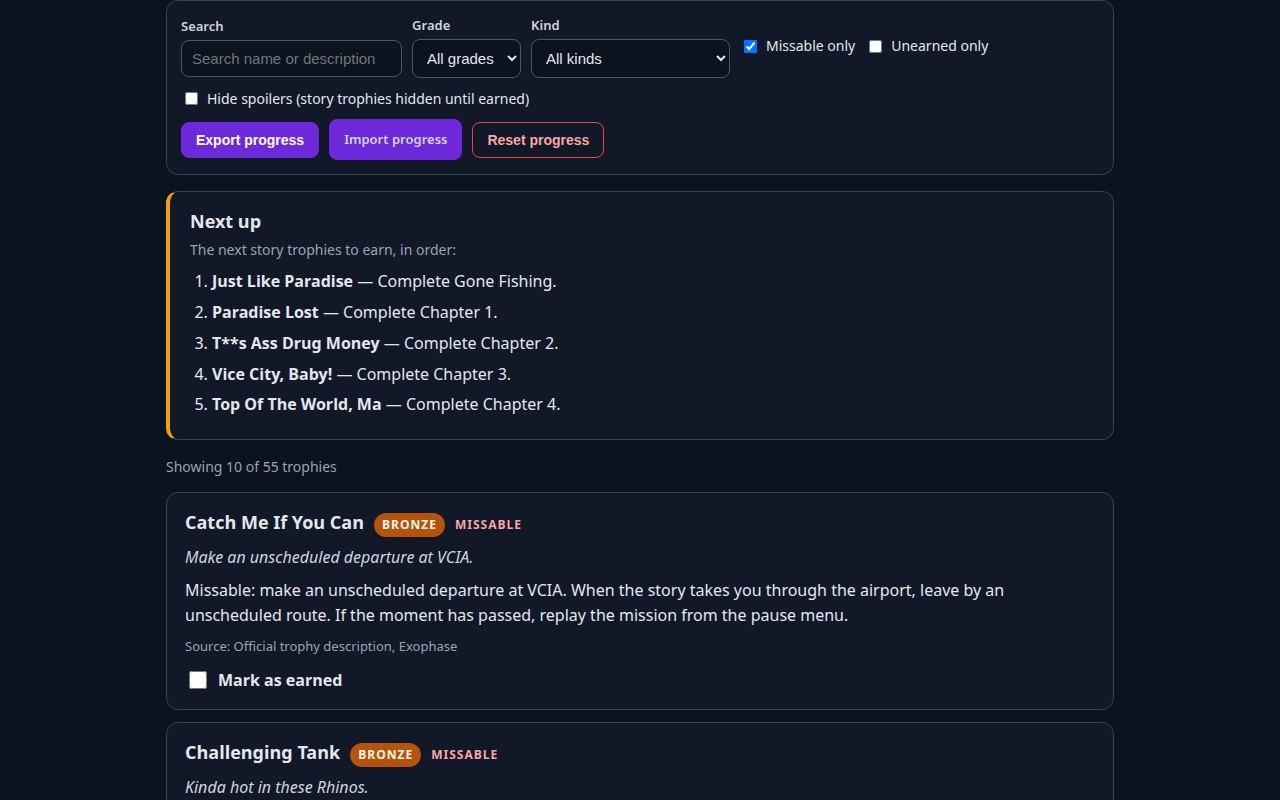 Search
Grade
Kind
Search name or description
All grades
All kinds
Missable only
Unearned only
Hide spoilers (story trophies hidden until earned)
Export progress
Import progress
Reset progress
Next up
The next story trophies to earn, in order:
1. Just Like Paradise — Complete Gone Fishing.
2. Paradise Lost — Complete Chapter 1.
3. T**s Ass Drug Money — Complete Chapter 2.
4. Vice City, Baby! — Complete Chapter 3.
5. Top Of The World, Ma — Complete Chapter 4.
Showing 10 of 55 trophies
Catch Me If You Can BRONZE MISSABLE
Make an unscheduled departure at VCIA.
Missable: make an unscheduled departure at VCIA. When the story takes you through the airport, leave by an
unscheduled route. If the moment has passed, replay the mission from the pause menu.
Source: Official trophy description, Exophase
Mark as earned
Challenging Tank BRONZE MISSABLE
Kinda hot in these Rhinos.